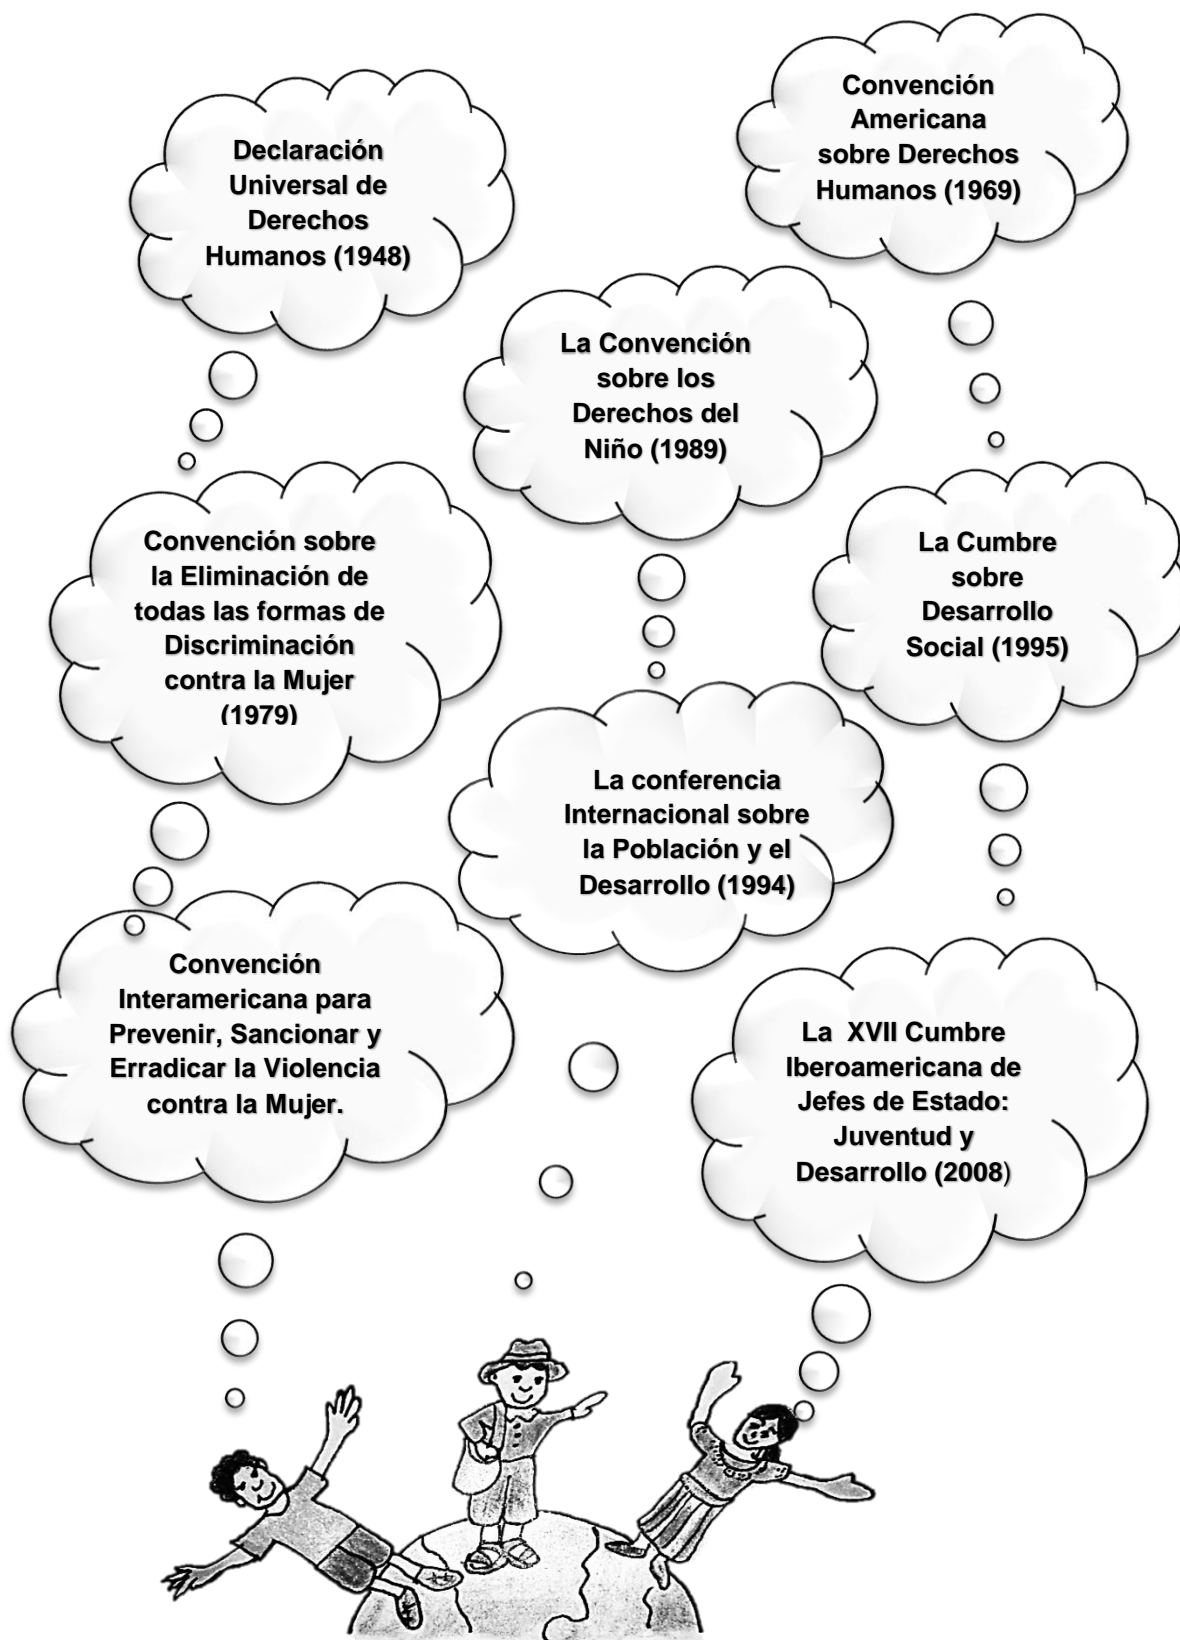 Declaración
Universal de
Derechos
Humanos (1948)
Convención
Americana
sobre Derechos
Humanos (1969)
La Convención
sobre los
Derechos del
Niño (1989)
Convención sobre
la Eliminación de
todas las formas de
Discriminación
contra la Mujer
(1979)
La Cumbre
sobre
Desarrollo
Social (1995)
La conferencia
Internacional sobre
la Población y el
Desarrollo (1994)
Convención
Interamericana para
Prevenir, Sancionar y
Erradicar la Violencia
contra la Mujer.
La XVII Cumbre
Iberoamericana de
Jefes de Estado:
Juventud y
Desarrollo (2008)